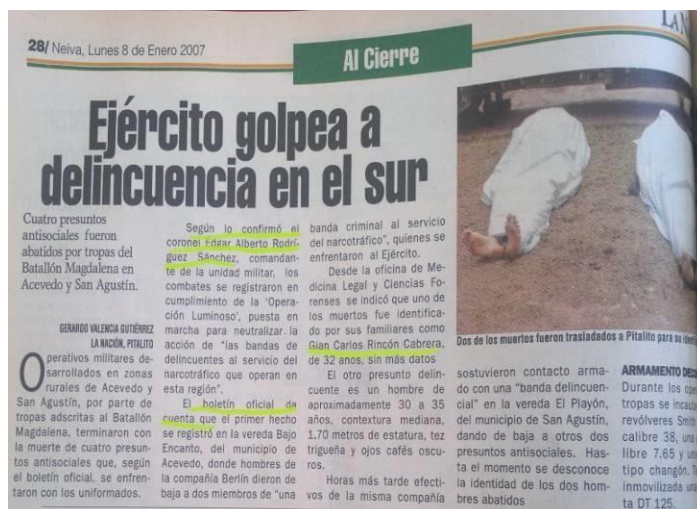 28/ Neiva, Lunes 8 de Enero 2007
Al Cierre
Ejército golpea a
delincuencia en el sur
Cuatro presuntos
antisociales fueron
abatidos por tropas del
Batallón Magdalena en
Acevedo y San Agustín.
GERARDO VALENCIA GUTIÉRREZ
LA NACIÓN, PITALITO
Operativos militares de-
sarrollados en zonas
rurales de Acevedo y
San Agustín, por parte de
tropas adscritas al Batallón
Magdalena, terminaron con
la muerte de cuatro presun-
tos antisociales que, según
el boletín oficial, se enfren-
taron con los uniformados.
Según lo confirmó el
coronel Edgar Alberto Rodrí-
guez Sánchez, comandan-
te de la unidad militar, los
combates se registraron en
cumplimiento de la 'Opera-
ción Luminoso', puesta en
marcha para neutralizar la
acción de "las bandas de
delincuentes al servicio del
narcotráfico que operan en
esta región".
El boletín oficial da
cuenta que el primer hecho
se registró en la vereda Bajo
Encanto, del municipio de
Acevedo, donde hombres de
la compañía Berlín dieron de
baja a dos miembros de "una
banda criminal al servicio
del narcotráfico", quienes se
enfrentaron al Ejército.
Desde la oficina de Me-
dicina Legal y Ciencias Fo-
renses se indicó que uno de
los muertos fue identifica-
do por sus familiares como
Gian Carlos Rincón Cabrera,
de 32 anos, sin más datos
El otro presunto delin-
cuente es un hombre de
aproximadamente 30 a 35
años, contextura mediana,
1.70 metros de estatura, tez
trigueña y ojos cafés oscu-
ros.
Horas más tarde efecti-
vos de la misma compañía
Dos de los muertos fueron trasladados a Pitalito para su
sostuvieron contacto arma-
do con una "banda delincuen-
cial" en la vereda El Playón,
del municipio de San Agustín,
dando de baja a otros dos
presuntos antisociales. Has-
ta el momento se desconoce
la identidad de los dos hom-
bres abatidos
ARMAMENTO
Durante los
tropas se
revólveres
calibre 38,
libre 7.65 y
tipo changón.
inmovilizada
ta DT 125.